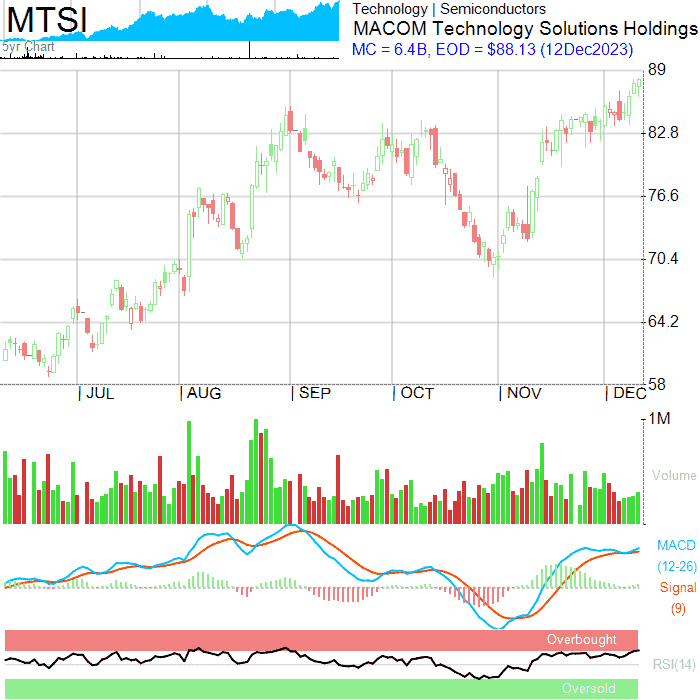 MTSI
5yr Chart
Technology | Semiconductors
MACOM Technology Solutions Holdings
MC = 6.4B, EOD = $88.13 (12Dec2023)
89
82.8
76.6
70.4
64.2
58
JUL AUG SEP OCT NOV DEC
1M
Volume
MACD
(12-26)
Signal
(9)
Overbought
RSI(14)
Oversold